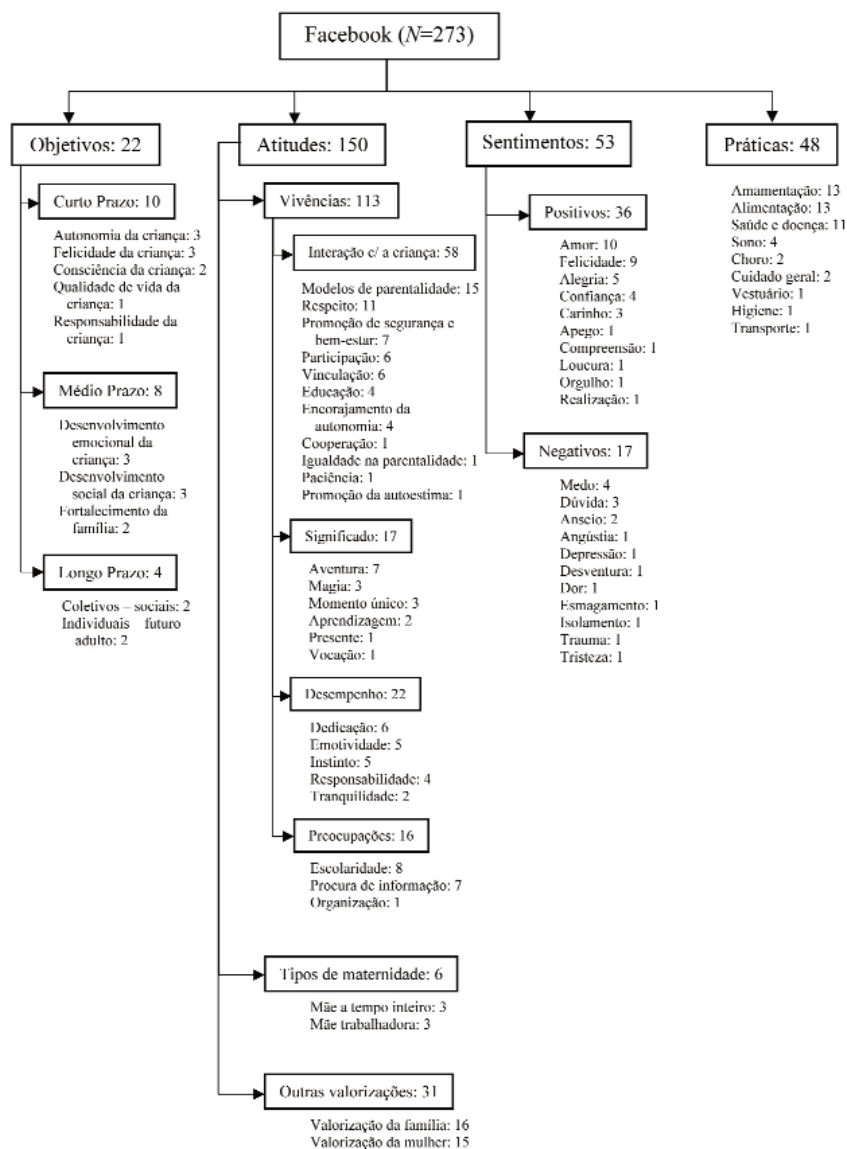 Facebook (N=273)
Objetivos: 22
Curto Prazo: 10
Autonomia da criança: 3
Felicidade da criança: 3
Consciência da criança: 2
Qualidade de vida da
criança: 1
Responsabilidade da
criança: 1
Médio Prazo: 8
Desenvolvimento
emocional da
criança: 3
Desenvolvimento
social da criança: 3
Fortalecimento da
família: 2
Longo Prazo: 4
Coletivos – sociais: 2
Individuais futuro
adulto: 2
Atitudes: 150
Vivências: 113
Interação c/ a criança: 58
Modelos de parentalidade: 15
Respeito: 11
Promoção de segurança e
bem-estar: 7
Participação: 6
Vinculação: 6
Educação: 4
Encorajamento da
autonomia: 4
Cooperação: 1
Igualdade na parentalidade: 1
Paciência: 1
Promoção da autoestima: 1
Significado: 17
Aventura: 7
Magia: 3
Momento único: 3
Aprendizagem: 2
Presente: 1
Vocação: 1
Desempenho: 22
Dedicação: 6
Emotividade: 5
Instinto: 5
Responsabilidade: 4
Tranquilidade: 2
Preocupações: 16
Escolaridade: 8
Procura de informação: 7
Organização: 1
Tipos de maternidade: 6
Mãe a tempo inteiro: 3
Mãe trabalhadora: 3
Outras valorizações: 31
Valorização da família: 16
Valorização da mulher: 15
Sentimentos: 53
Positivos: 36
Amor: 10
Felicidade: 9
Alegria: 5
Confiança: 4
Carinho: 3
Apego: 1
Compreensão: 1
Loucura: 1
Orgulho: 1
Realização: 1
Negativos: 17
Medo: 4
Dúvida: 3
Anseio: 2
Angústia: 1
Depressão: 1
Desventura: 1
Dor: 1
Esmagamento: 1
Isolamento: 1
Trauma: 1
Tristeza: 1
Práticas: 48
Amamentação: 13
Alimentação: 13
Saúde e doença: 11
Sono: 4
Choro: 2
Cuidado geral: 2
Vestuário: 1
Higiene: 1
Transporte: 1